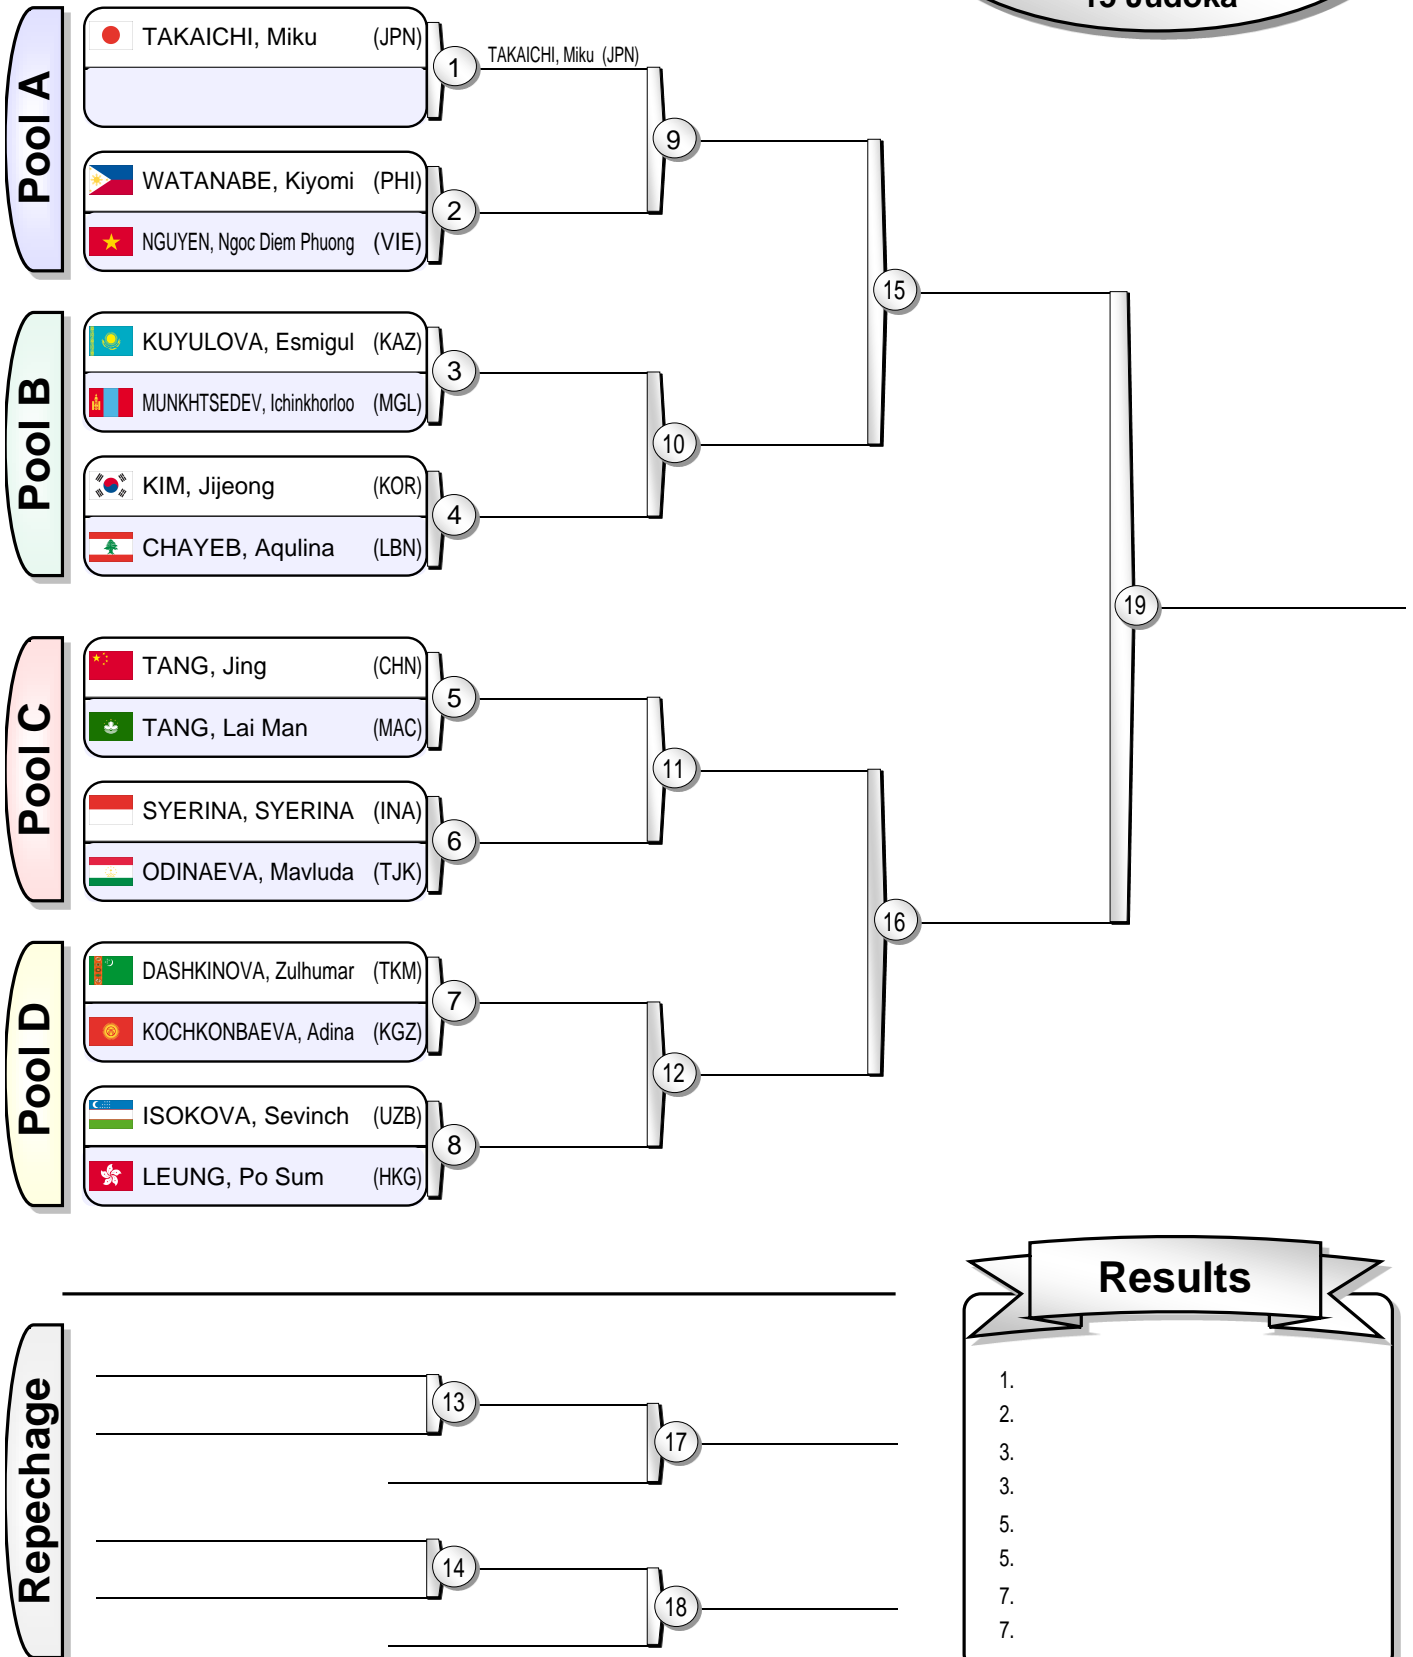 15 Judoka
Pool A
TAKAICHI, Miku (JPN)
1
TAKAICHI, Miku (JPN)
9
WATANABE, Kiyomi (PHI)
2
NGUYEN, Ngoc Diem Phuong (VIE)
15
Pool B
KUYULOVA, Esmigul (KAZ)
3
MUNKHTSEDEV, Ichinkhorloo (MGL)
10
KIM, Jijeong (KOR)
4
CHAYEB, Aqulina (LBN)
19
Pool C
TANG, Jing (CHN)
5
TANG, Lai Man (MAC)
11
SYERINA, SYERINA (INA)
6
ODINAEVA, Mavluda (TJK)
16
Pool D
DASHKINOVA, Zulhumar (TKM)
7
KOCHKONBAEVA, Adina (KGZ)
12
ISOKOVA, Sevinch (UZB)
8
LEUNG, Po Sum (HKG)
Repechage
13
17
14
18
Results
1.
2.
3.
3.
5.
5.
7.
7.